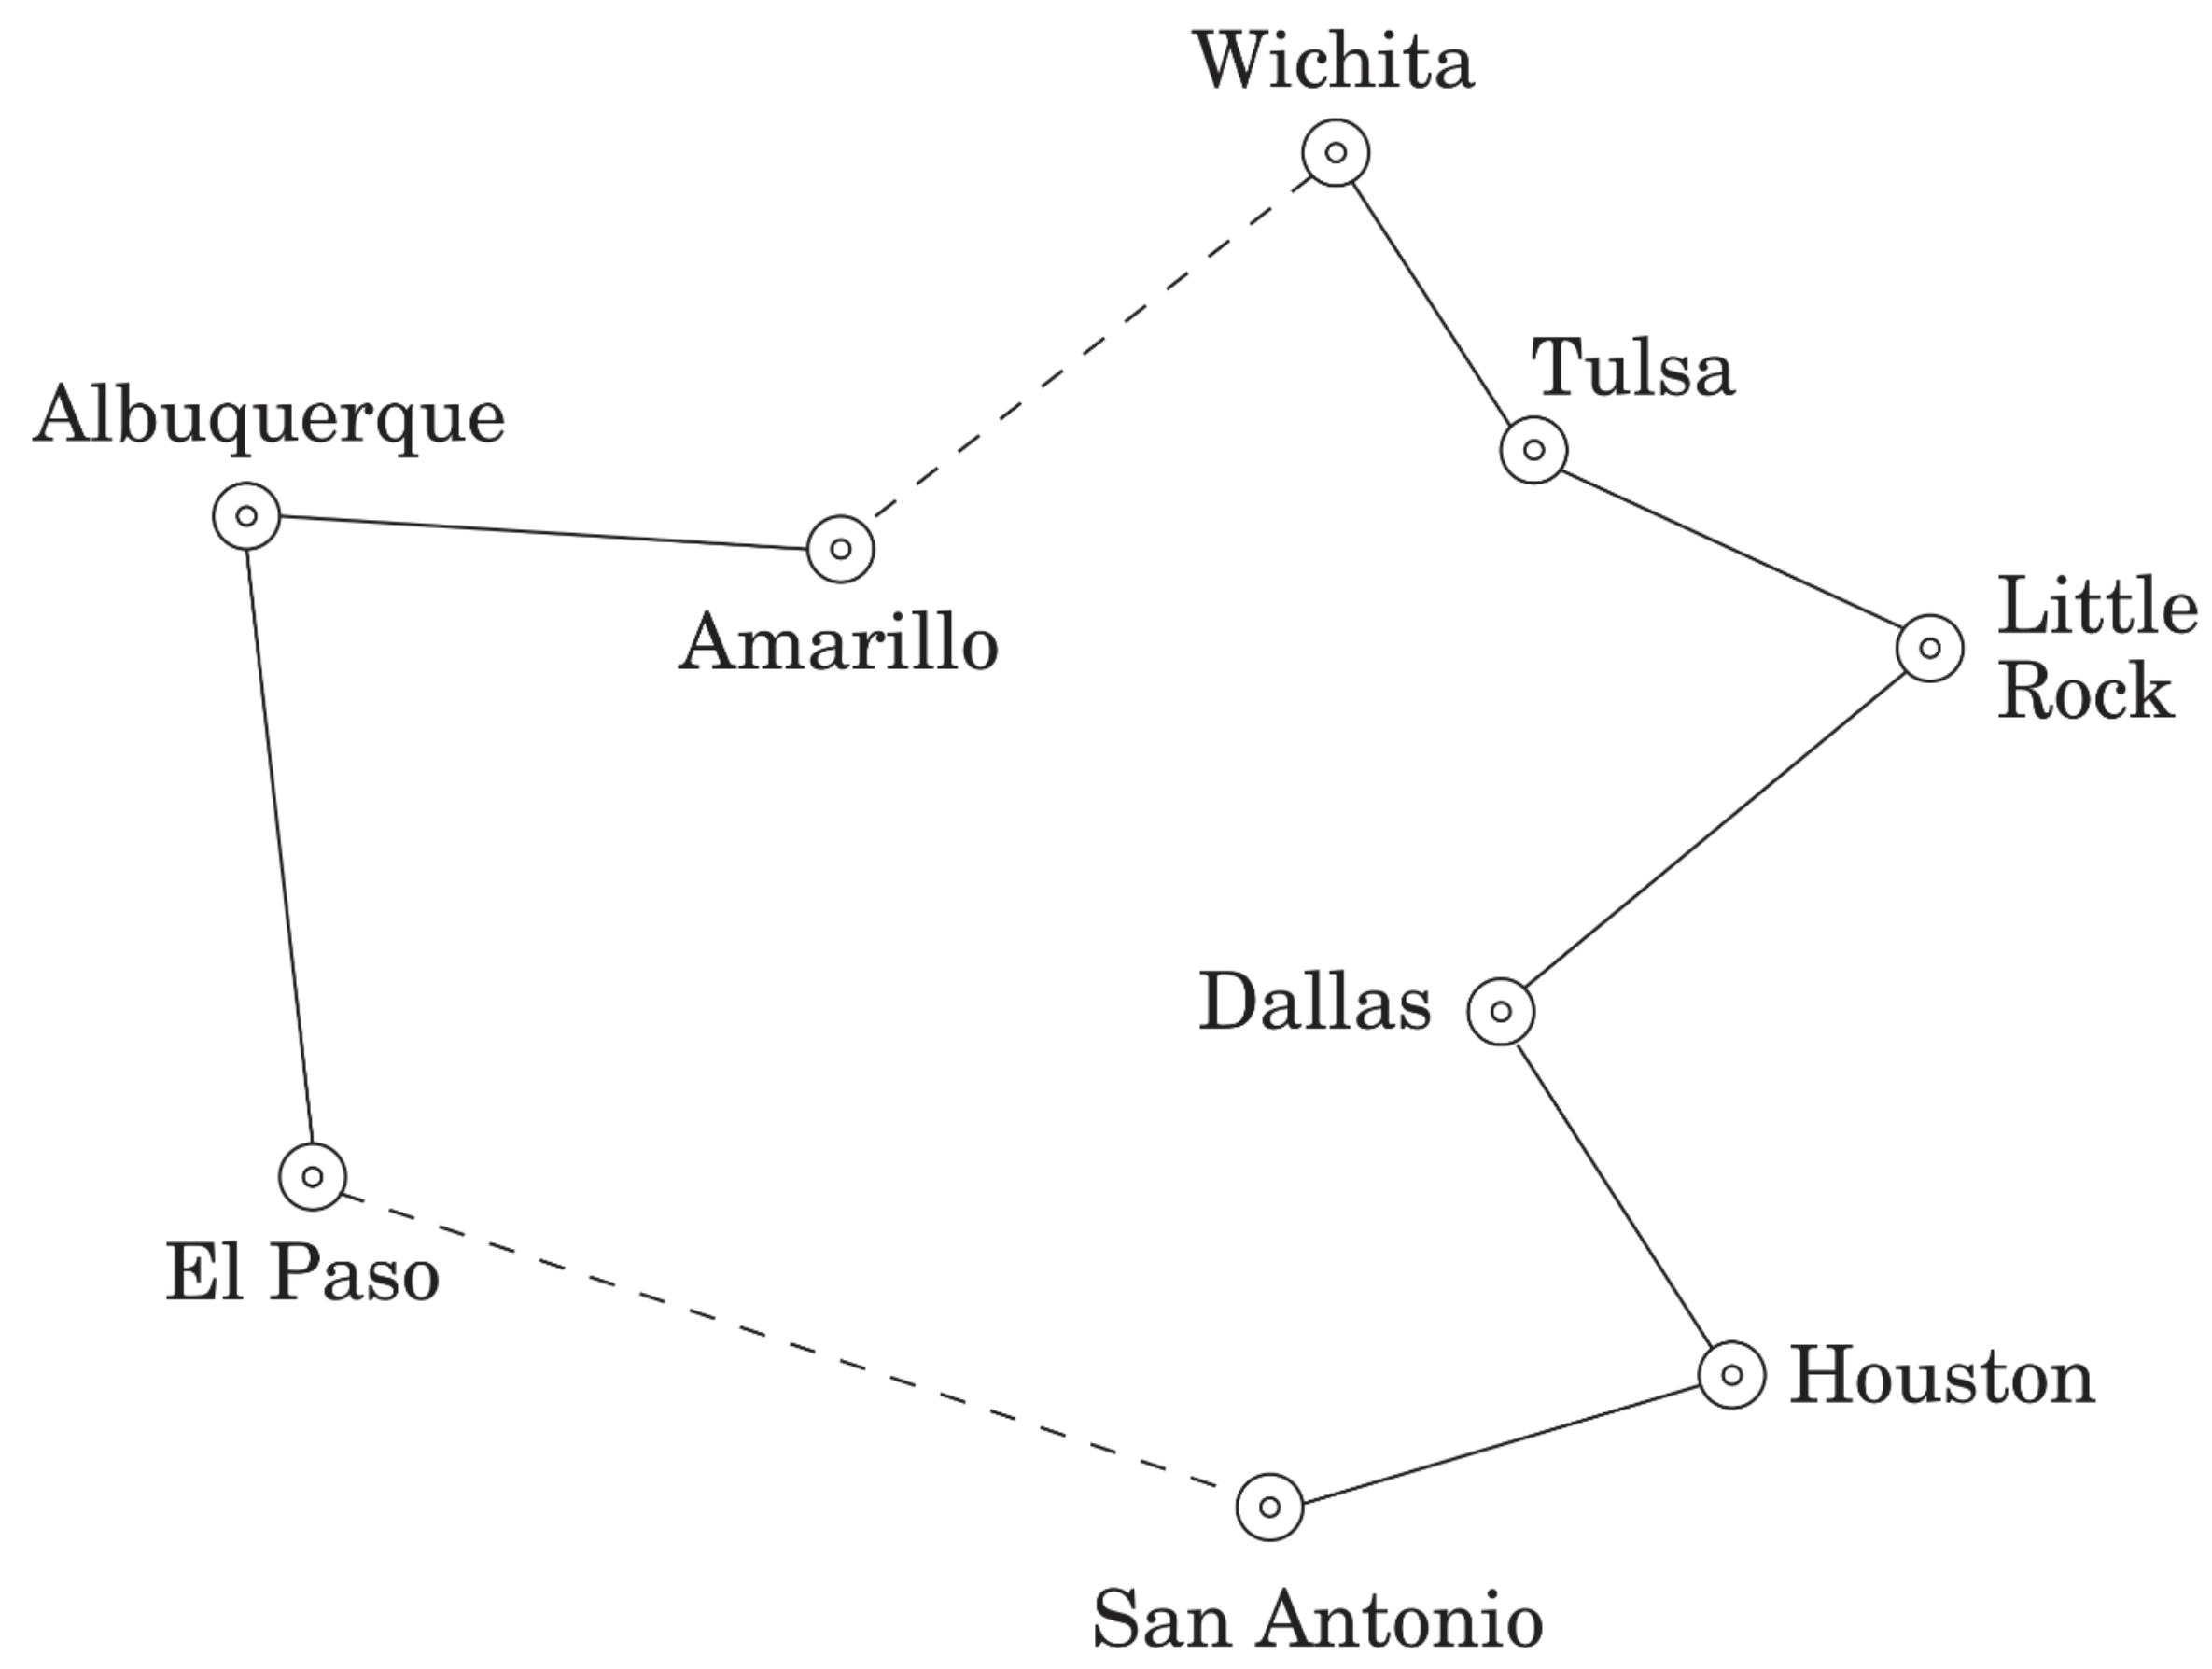 Wichita
Tulsa
Albuquerque
Little
Rock
Amarillo
Dallas
El Paso
Houston
San Antonio